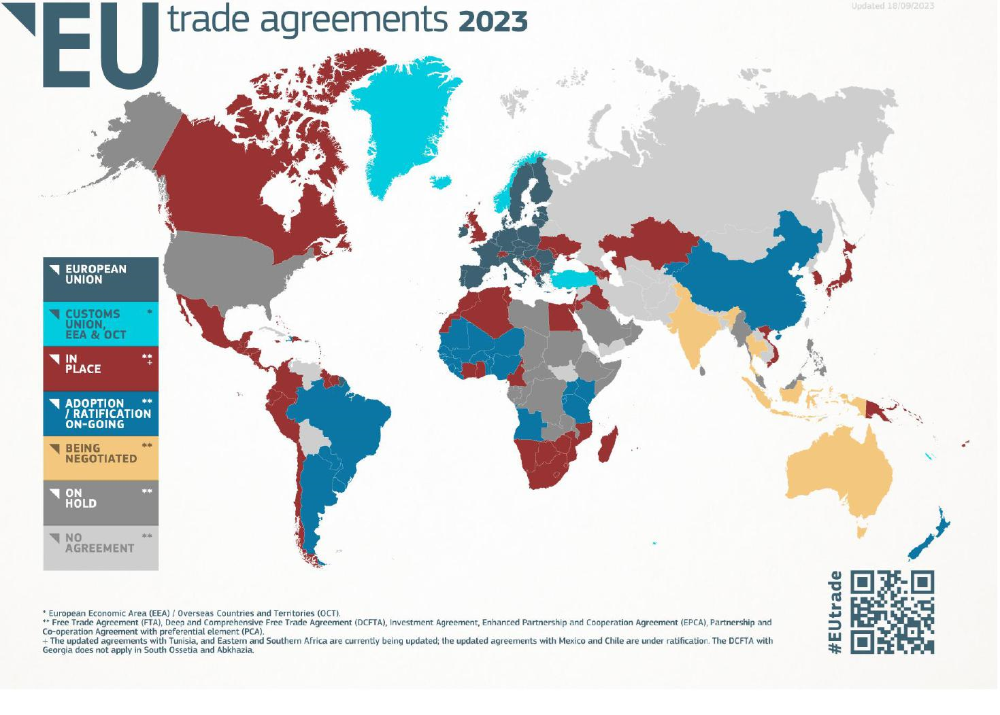 Updated 18/09/2023
EU trade agreements 2023
EUROPEAN
UNION
CUSTOMS *
UNION,
EEA & OCT
IN **
PLACE +
ADOPTION **
/ RATIFICATION
ON-GOING
BEING **
NEGOTIATED
ON **
HOLD
NO **
AGREEMENT
#EUtrade
* European Economic Area (EEA) / Overseas Countries and Territories (OCT).
** Free Trade Agreement (FTA), Deep and Comprehensive Free Trade Agreement (DCFTA), Investment Agreement, Enhanced Partnership and Cooperation Agreement (EPCA), Partnership and
Co-operation Agreement with preferential element (PCA).
+ The updated agreements with Tunisia, and Eastern and Southern Africa are currently being updated; the updated agreements with Mexico and Chile are under ratification. The DCFTA with
Georgia does not apply in South Ossetia and Abkhazia.